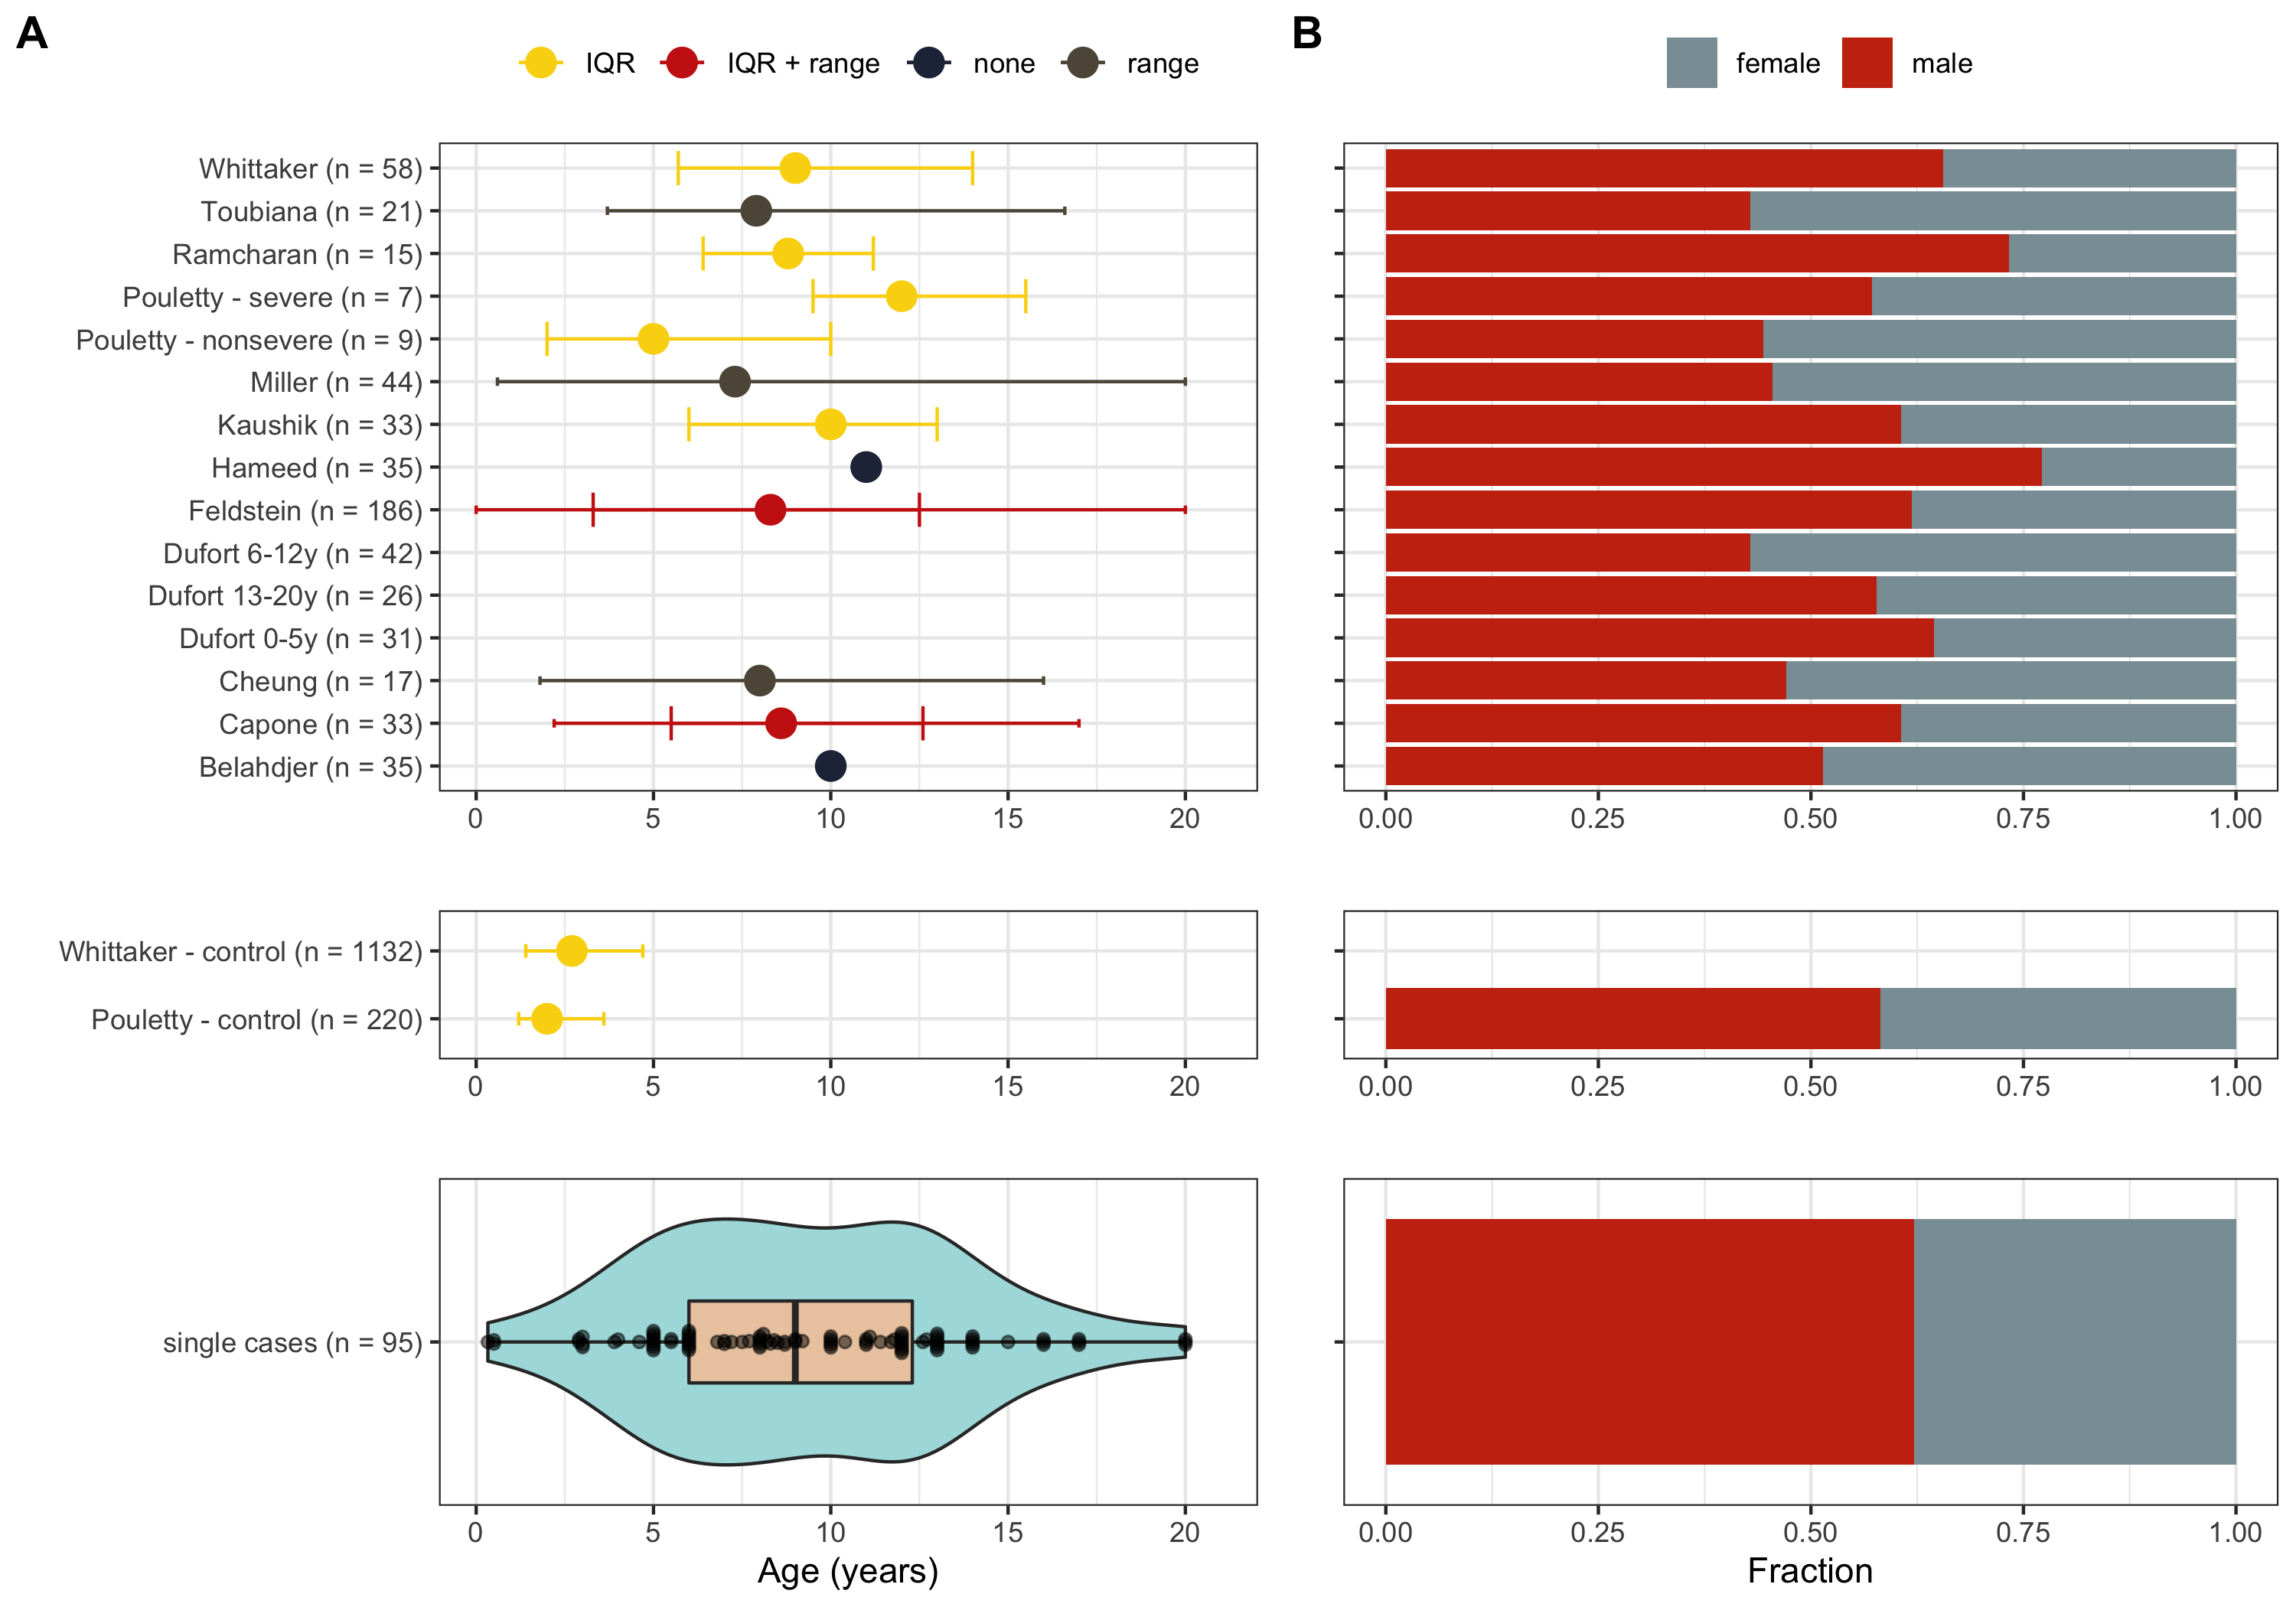 A
B
IQR IQR + range none range
female male
Whittaker (n = 58)
Toubiana (n = 21)
Ramcharan (n = 15)
Pouletty - severe (n = 7)
Pouletty - nonsevere (n = 9)
Miller (n = 44)
Kaushik (n = 33)
Hameed (n = 35)
Feldstein (n = 186)
Dufort 6-12y (n = 42)
Dufort 13-20y (n = 26)
Dufort 0-5y (n = 31)
Cheung (n = 17)
Capone (n = 33)
Belahdjer (n = 35)
0 5 10 15 20
0.00 0.25 0.50 0.75 1.00
Whittaker - control (n = 1132)
Pouletty - control (n = 220)
0 5 10 15 20
0.00 0.25 0.50 0.75 1.00
single cases (n = 95)
0 5 10 15 20
0.00 0.25 0.50 0.75 1.00
Age (years)
Fraction